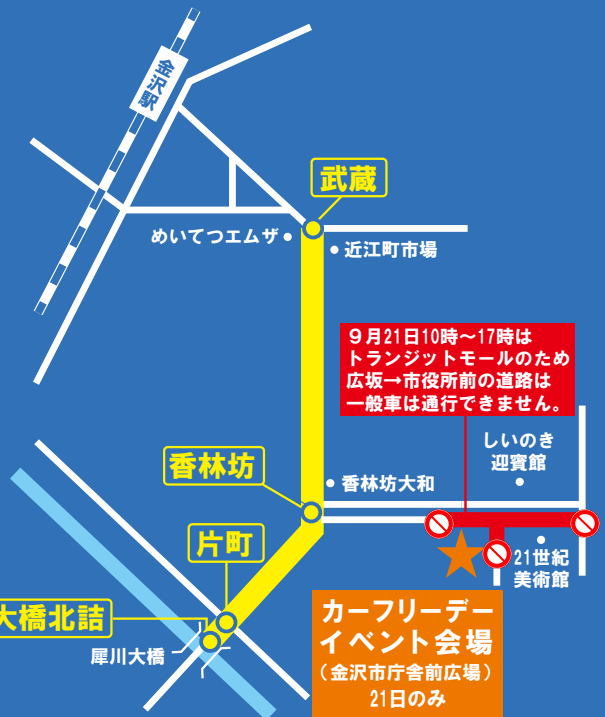 金沢駅
武蔵
めいてつエムザ
近江町市場
9月21日10時～17時は
トランジットモールのため
広坂→市役所前の道路は
一般車は通行できません。
しいのき
迎賓館
香林坊
香林坊大和
片町
21世紀
美術館
大橋北詰
犀川大橋
カーフリーデー
イベント会場
(金沢市庁舎前広場)
21日のみ